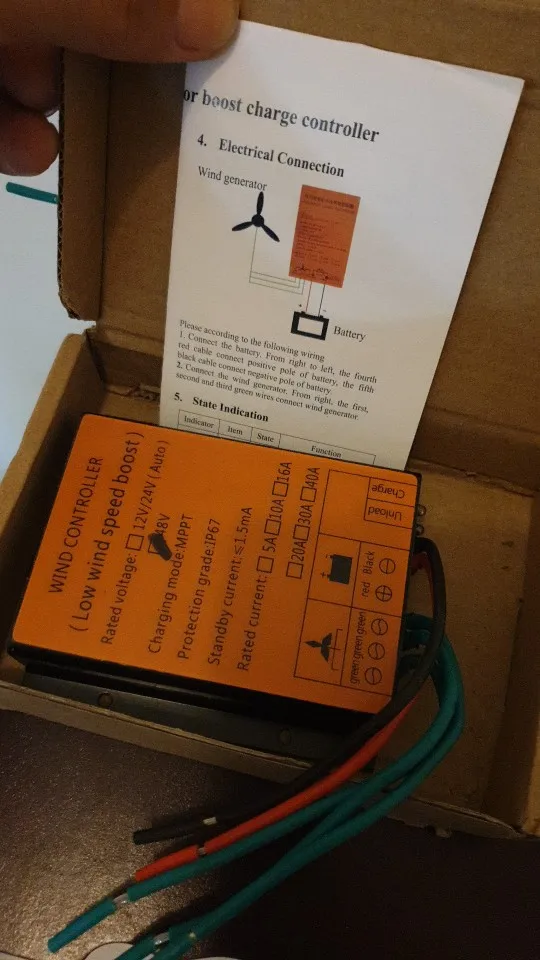 or boost charge controller
4. Electrical Connection
Wind generator
Battery
Please according to the following wiring
1. Connect the battery. From right to left, the fourth
red cable connect positive pole of battery, the fifth
black cable connect negative pole of battery
2. Connect the wind generator. From right, the first,
second and third green wires connect wind generator.
5. State Indication
Indicator Item State Function
WIND CONTROLLER
( Low wind speed boost )
Rated voltage: □ 12V/24V ( Auto )
48V
Charging mode:MPPT
Protection grade:IP67
Standby current:≤1.5mA
Rated current: □ 5A □10A □16A
□20A □30A □40A
Charge Unload
red Black
⊕ ⊖
green green green